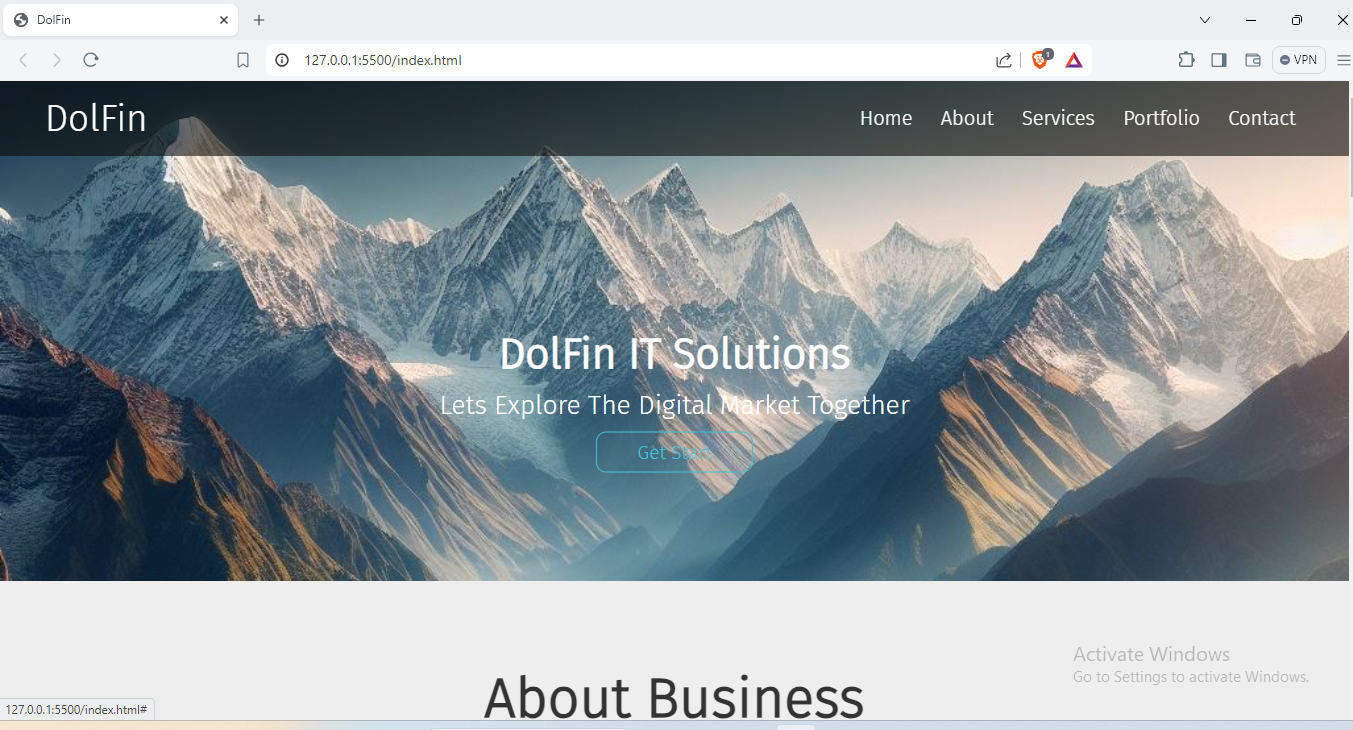 DolFin
127.0.0.1:5500/index.html
1
VPN
DolFin
Home About Services Portfolio Contact
DolFin IT Solutions
Lets Explore The Digital Market Together
Get Start
About Business
Activate Windows
Go to Settings to activate Windows.
127.0.0.1:5500/index.html#